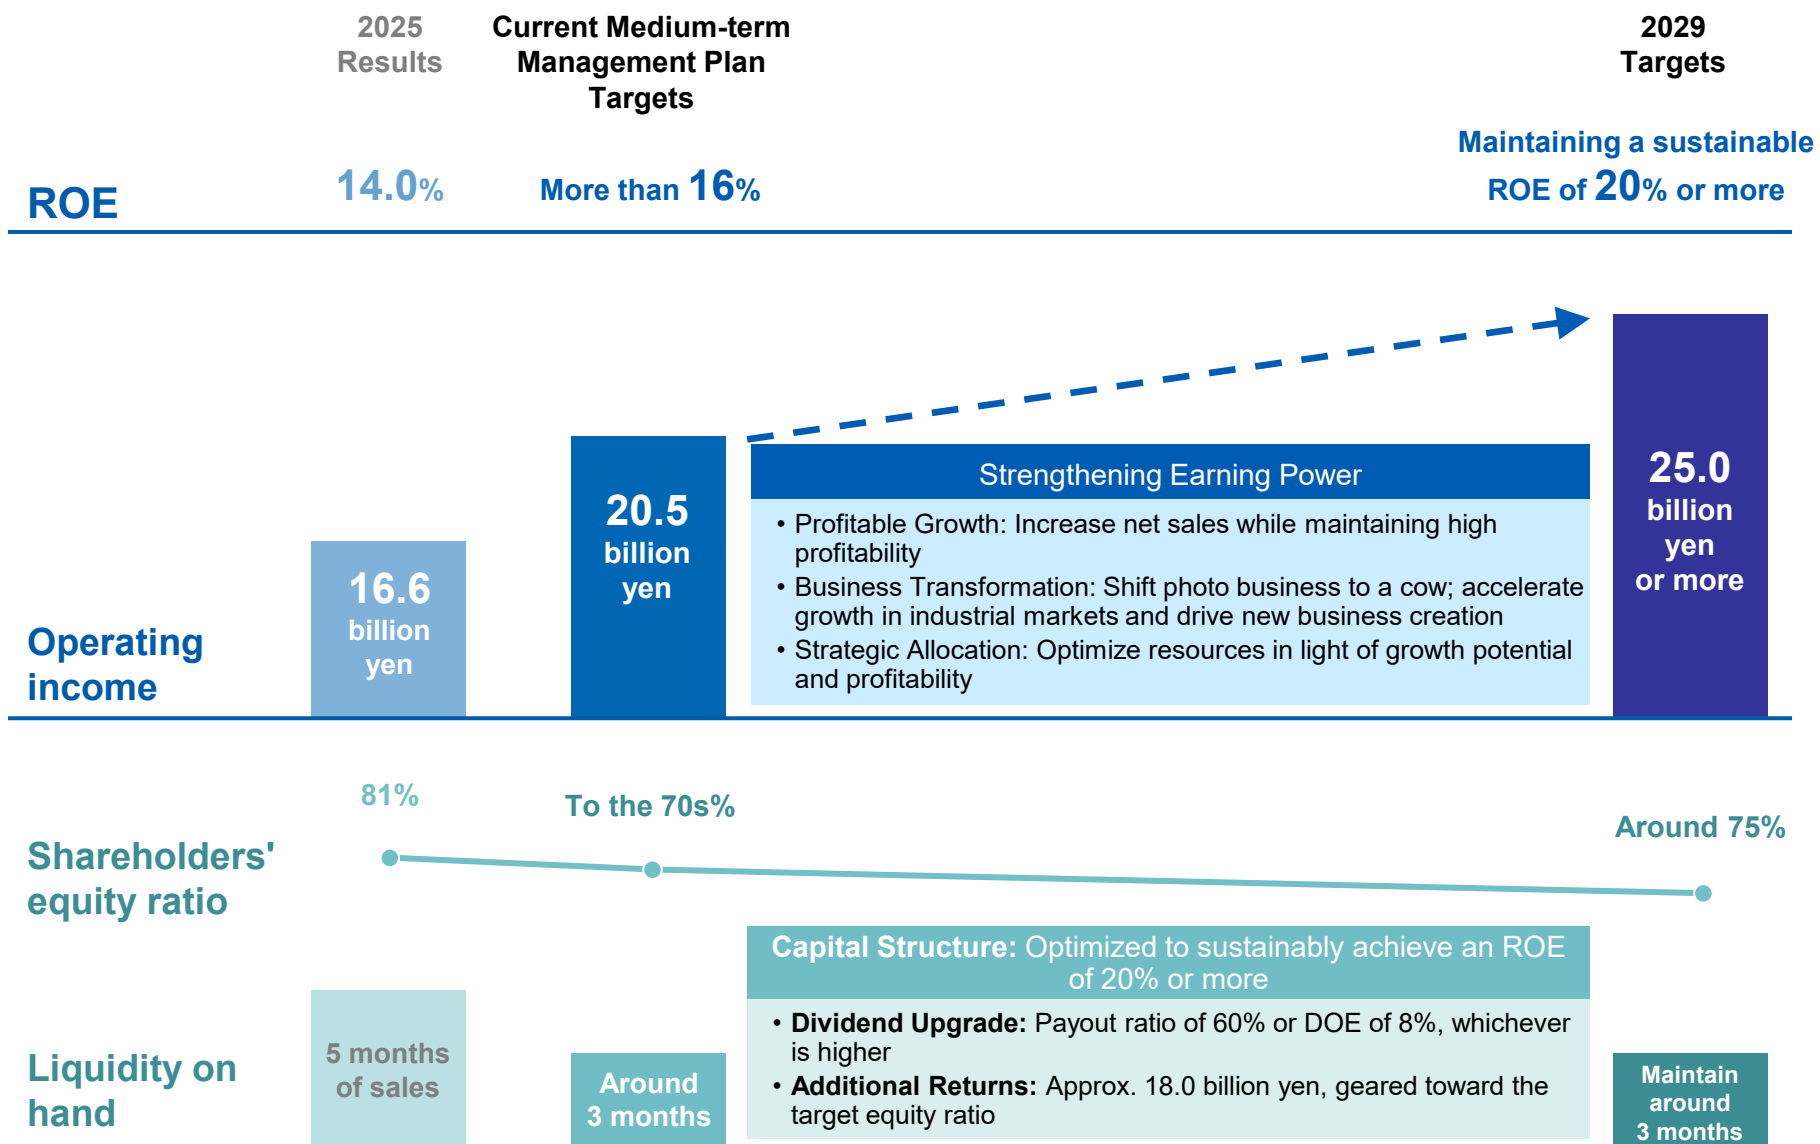 2025
Results
Current Medium-term
Management Plan
Targets
2029
Targets
ROE
14.0%
More than 16%
Maintaining a sustainable
ROE of 20% or more
Operating
income
16.6
billion
yen
20.5
billion
yen
Strengthening Earning Power
• Profitable Growth: Increase net sales while maintaining high
profitability
• Business Transformation: Shift photo business to a cow; accelerate
growth in industrial markets and drive new business creation
• Strategic Allocation: Optimize resources in light of growth potential
and profitability
25.0
billion
yen
or more
Shareholders'
equity ratio
81%
To the 70s%
Around 75%
Liquidity on
hand
5 months
of sales
Around
3 months
Capital Structure: Optimized to sustainably achieve an ROE
of 20% or more
• Dividend Upgrade: Payout ratio of 60% or DOE of 8%, whichever
is higher
• Additional Returns: Approx. 18.0 billion yen, geared toward the
target equity ratio
Maintain
around
3 months